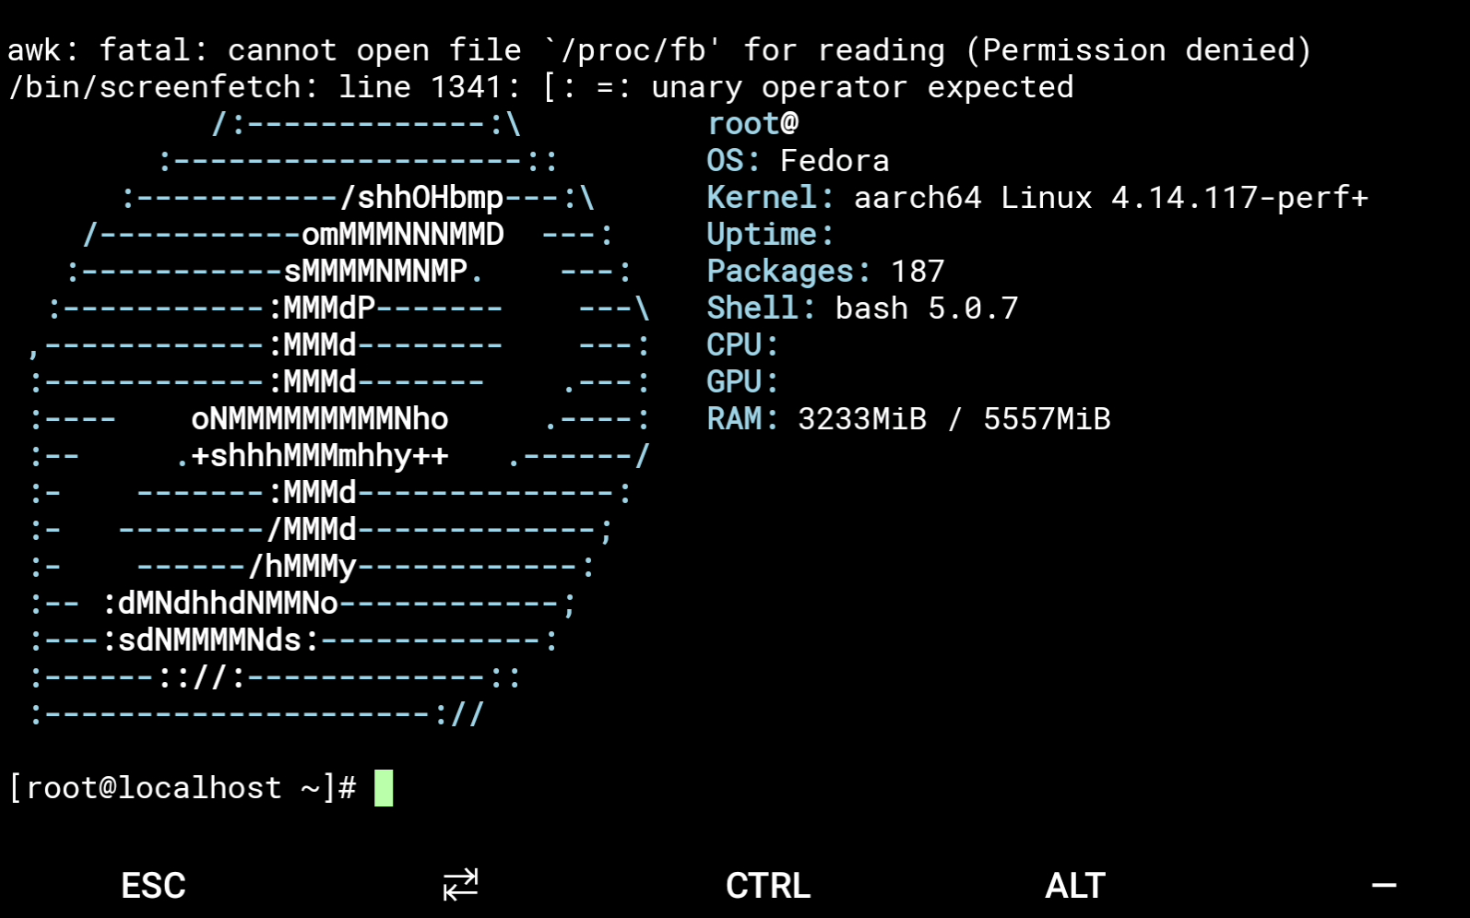 awk: fatal: cannot open file `/proc/fb' for reading (Permission denied)
/bin/screenfetch: line 1341: [: =: unary operator expected
           /:-------------:\          root@
        :-------------------::        OS: Fedora
      :-----------/shhOHbmp---:\      Kernel: aarch64 Linux 4.14.117-perf+
    /-----------omMMMNNNMMD  ---:     Uptime:
   :-----------sMMMMNMNMP.    ---:    Packages: 187
  :-----------:MMMdP-------    ---\   Shell: bash 5.0.7
 ,------------:MMMd--------    ---:   CPU:
 :------------:MMMd-------    .---:   GPU:
 :----    oNMMMMMMMMMNho     .----:   RAM: 3233MiB / 5557MiB
 :--     .+shhhMMMmhhy++   .------/
 :-    -------:MMMd--------------:
 :-   --------/MMMd-------------;
 :-    ------/hMMMy------------:
 :-- :dMNdhhdNMMNo------------;
 :---:sdNMMMMNds:------------:
 :------:://:-------------::
 :---------------------://
[root@localhost ~]#
ESC ⇄ CTRL ALT –